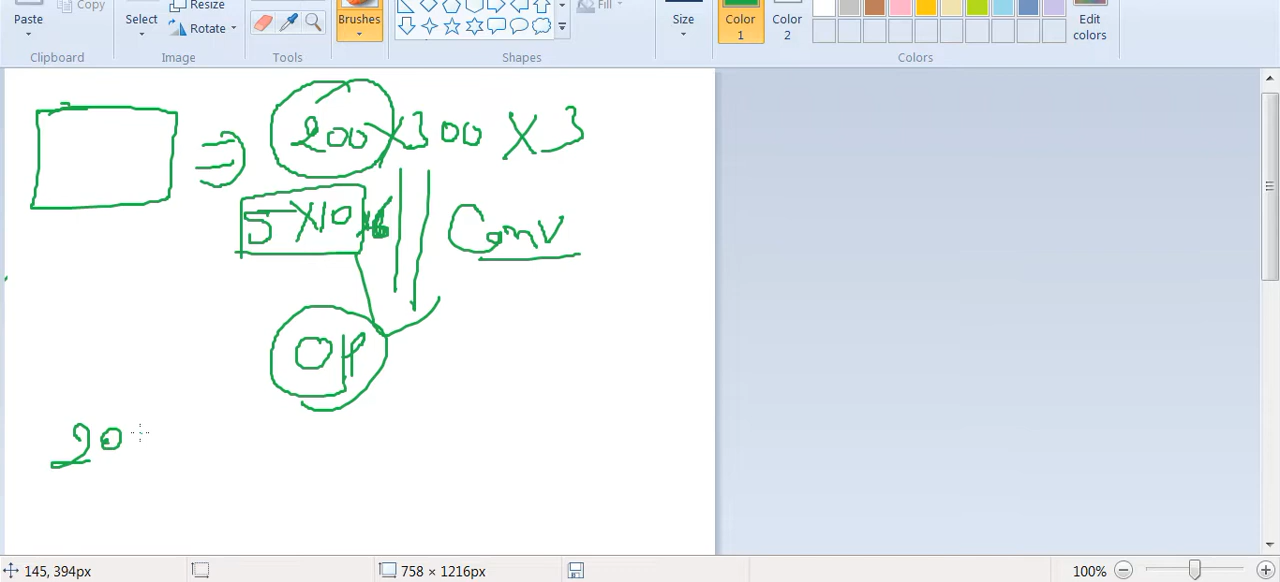 Resize
Paste
Copy
Select
Rotate
Brushes
Size
Color 1
Color 2
Fill
Edit colors
Clipboard
Image
Tools
Shapes
Colors
200 X 300 X 3
5 X 10
Conv
O/P
20
145, 394px
758 × 1216px
100%